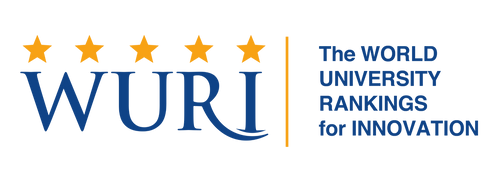 WURI
The WORLD
UNIVERSITY
RANKINGS
for INNOVATION